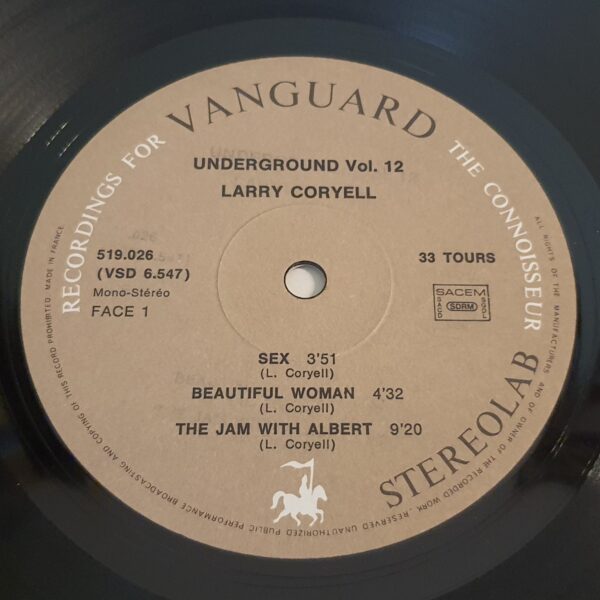 RECORDINGS FOR VANGUARD THE CONNOISSEUR
UNDERGROUND Vol. 12
LARRY CORYELL
519.026
(VSD 6.547)
Mono-Stéréo
FACE 1
33 TOURS
SACEM
SACD
SDRM
SGDL
SEX 3'51
(L. Coryell)
BEAUTIFUL WOMAN 4'32
(L. Coryell)
THE JAM WITH ALBERT 9'20
(L. Coryell)
STEREOLAB
ALL RIGHTS OF THE MANUFACTURERS AND OF OWNER OF THE RECORDED WORK RESERVED UNAUTHORIZED PUBLIC PERFORMANCE BROADCASTING AND COPYING OF THIS RECORD PROHIBITED. MADE IN FRANCE